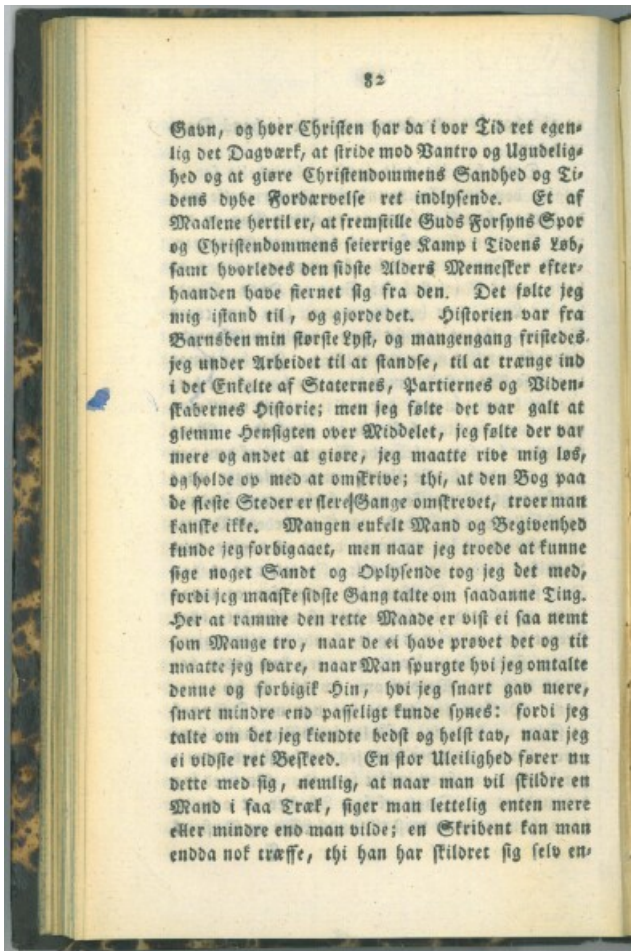 82
Gavn, og hver Christen har da i vor Tid ret egen-
lig det Dagværk, at stride mod Vantro og Ugudelig-
hed og at giøre Christendommens Sandhed og Ti-
dens dybe Fordærvelse ret indlysende. Et af
Maalene hertil er, at fremstille Guds Forsyns Spor
og Christendommens seierrige Kamp i Tidens Løb,
samt hvorledes den sidste Alders Mennesker efter-
haanden have fiernet sig fra den. Det følte jeg
mig istand til, og gjorde det. Historien var fra
Barnsben min største Lyst, og mangengang fristedes
jeg under Arbeidet til at standse, til at trænge ind
i det Enkelte af Staternes, Partiernes og Viden-
skabernes Historie; men jeg følte det var galt at
glemme Hensigten over Middelet, jeg følte der var
mere og andet at giøre, jeg maatte rive mig løs,
og holde op med at omskrive; thi, at den Bog paa
de fleste Steder er flere Gange omskrevet, troer man
kanske ikke. Mangen enkelt Mand og Begivenhed
kunde jeg forbigaaet, men naar jeg troede at kunne
sige noget Sandt og Oplysende tog jeg det med,
fordi jeg maaske sidste Gang talte om saadanne Ting.
Her at ramme den rette Maade er vist ei saa nemt
som Mange tro, naar de ei have prøvet det og tit
maatte jeg svare, naar Man spurgte hvi jeg omtalte
denne og forbigik Hin, hvi jeg snart gav mere,
snart mindre end passeligt kunde synes: fordi jeg
talte om det jeg kiendte bedst og helst tav, naar jeg
ei vidste ret Beskeed. En stor Uleilighed fører nu
dette med sig, nemlig, at naar man vil skildre en
Mand i faa Træk, siger man lettelig enten mere
eller mindre end man vilde; en Skribent kan man
endda nok træffe, thi han har skildret sig selv en-